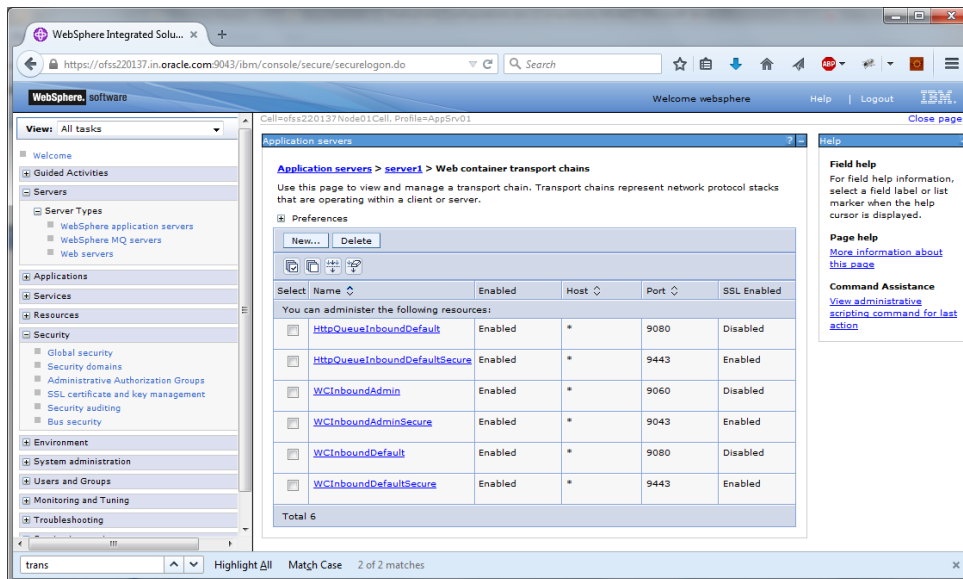 WebSphere Integrated Solu... ×
+
https://ofss220137.in.oracle.com:9043/ibm/console/secure/securelogon.do
Search
ABP
WebSphere. software
Welcome websphere
Help | Logout
IBM.
View: All tasks
Cell=ofss220137Node01Cell, Profile=AppSrv01
Close page
Welcome
Guided Activities
Servers
Server Types
WebSphere application servers
WebSphere MQ servers
Web servers
Applications
Services
Resources
Security
Global security
Security domains
Administrative Authorization Groups
SSL certificate and key management
Security auditing
Bus security
Environment
System administration
Users and Groups
Monitoring and Tuning
Troubleshooting
Application servers ? –
Application servers > server1 > Web container transport chains
Use this page to view and manage a transport chain. Transport chains represent network protocol stacks
that are operating within a client or server.
Preferences
New... Delete
Select Name Enabled Host Port SSL Enabled
You can administer the following resources:
HttpQueueInboundDefault Enabled * 9080 Disabled
HttpQueueInboundDefaultSecure Enabled * 9443 Enabled
WCInboundAdmin Enabled * 9060 Disabled
WCInboundAdminSecure Enabled * 9043 Enabled
WCInboundDefault Enabled * 9080 Disabled
WCInboundDefaultSecure Enabled * 9443 Enabled
Total 6
Help
Field help
For field help information,
select a field label or list
marker when the help
cursor is displayed.
Page help
More information about
this page
Command Assistance
View administrative
scripting command for last
action
trans
Highlight All Match Case 2 of 2 matches ×